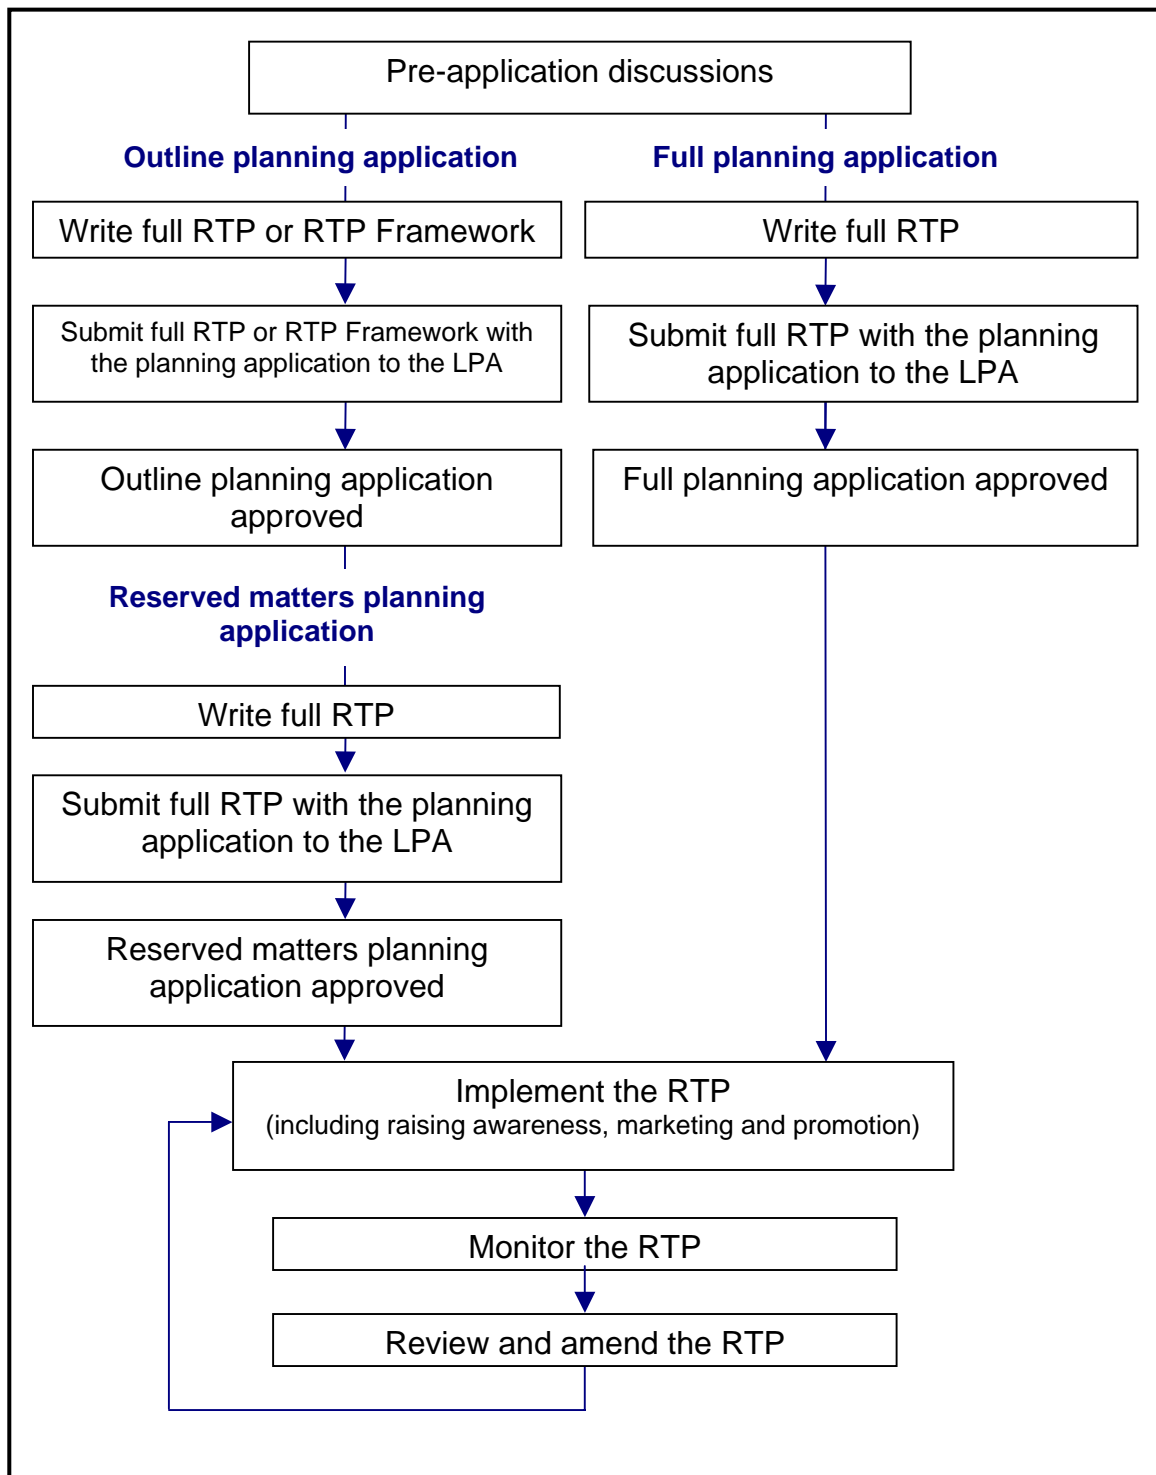 Pre-application discussions
Outline planning application
Full planning application
Write full RTP or RTP Framework
Write full RTP
Submit full RTP or RTP Framework with
the planning application to the LPA
Submit full RTP with the planning
application to the LPA
Outline planning application
approved
Full planning application approved
Reserved matters planning
application
Write full RTP
Submit full RTP with the planning
application to the LPA
Reserved matters planning
application approved
Implement the RTP
(including raising awareness, marketing and promotion)
Monitor the RTP
Review and amend the RTP